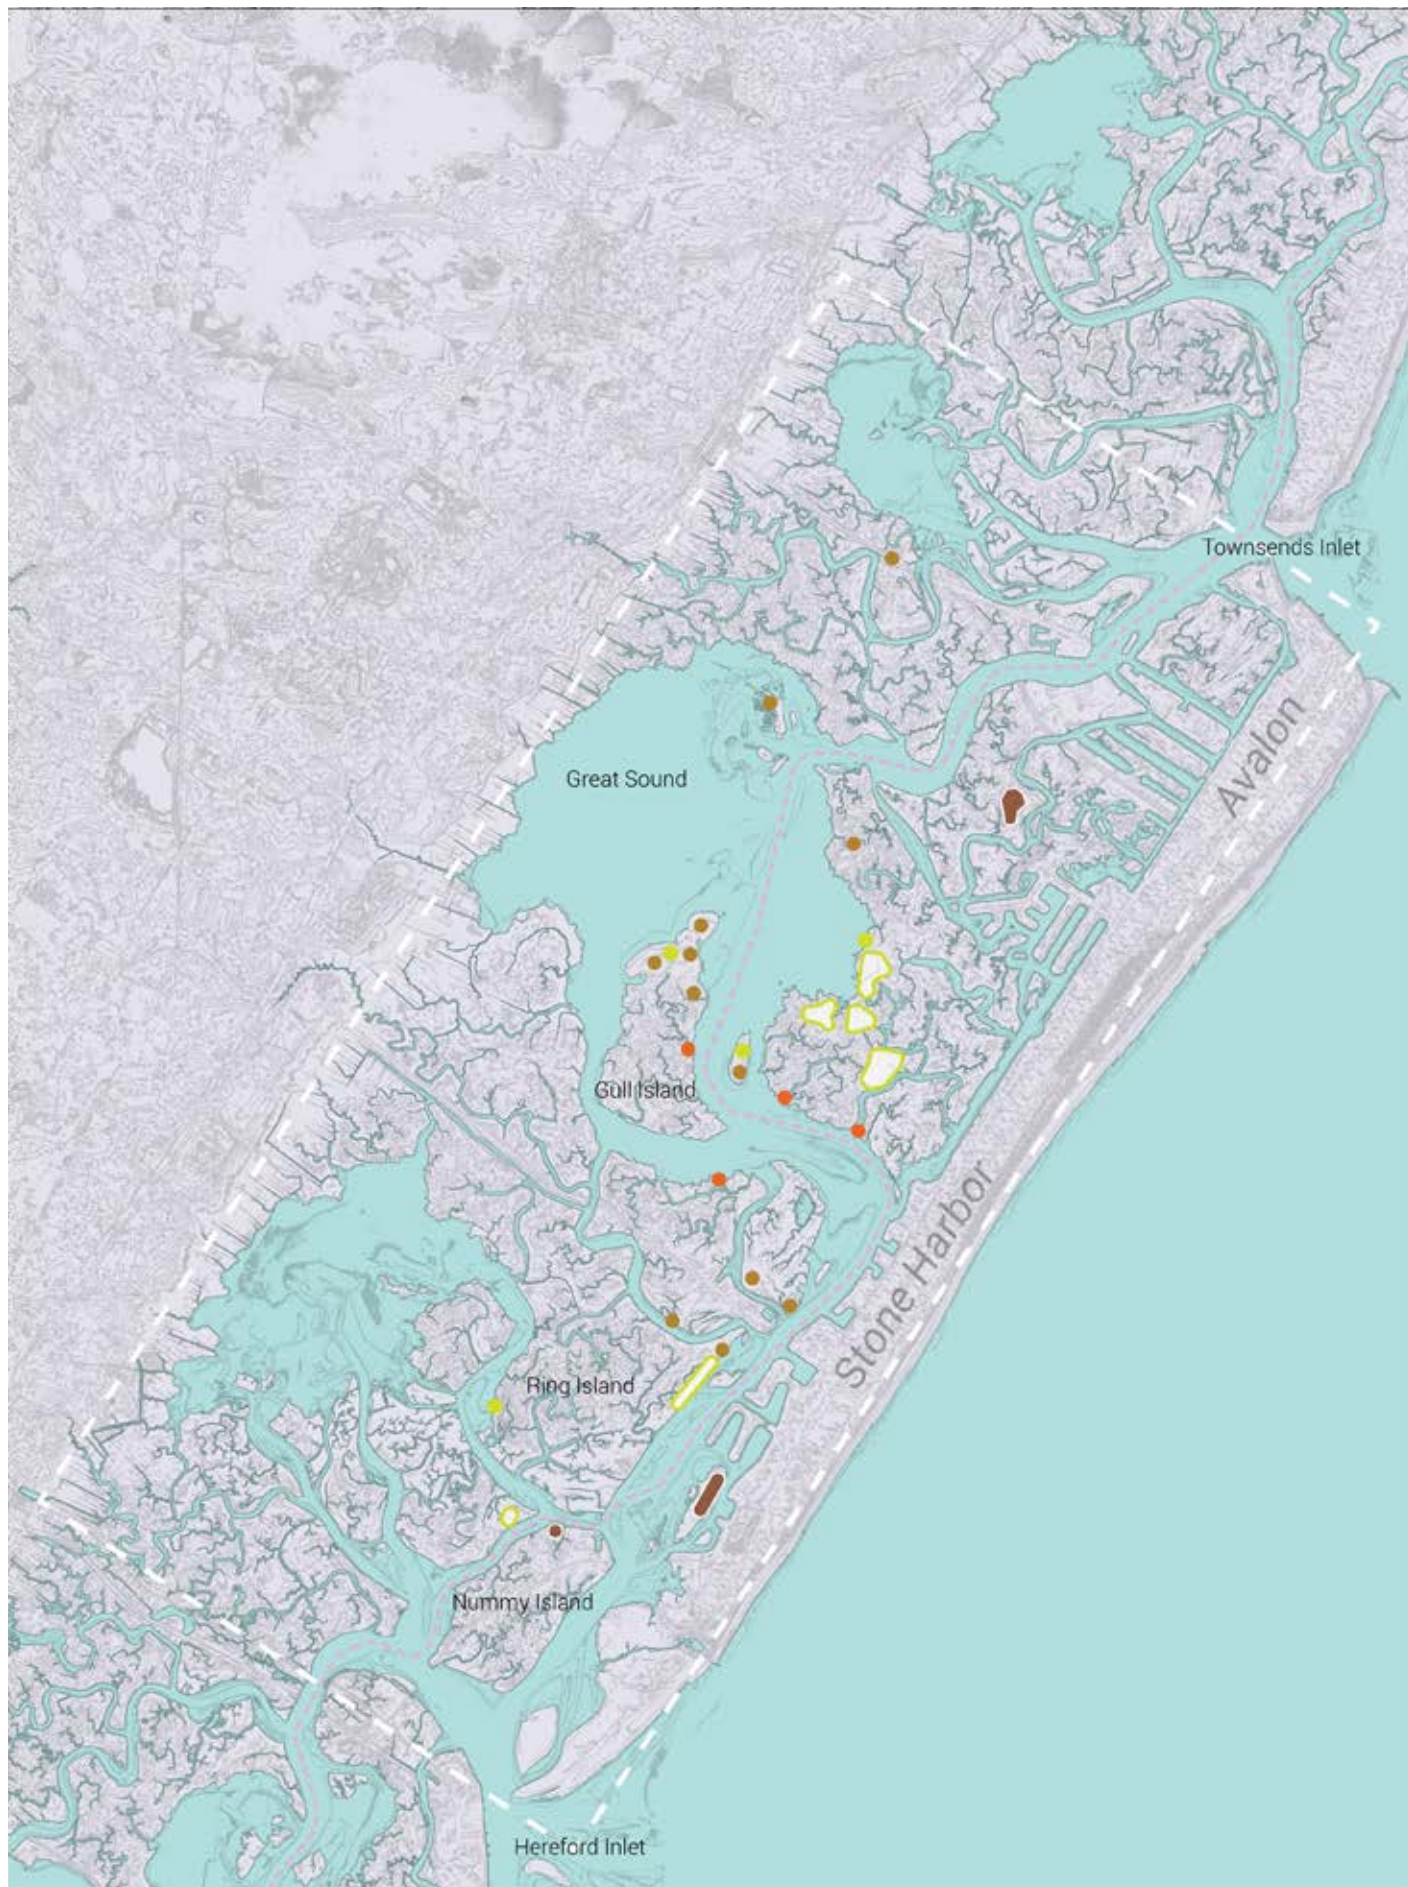 Townsends Inlet
Avalon
Great Sound
Gull Island
Stone Harbor
Ring Island
Nummy Island
Hereford Inlet